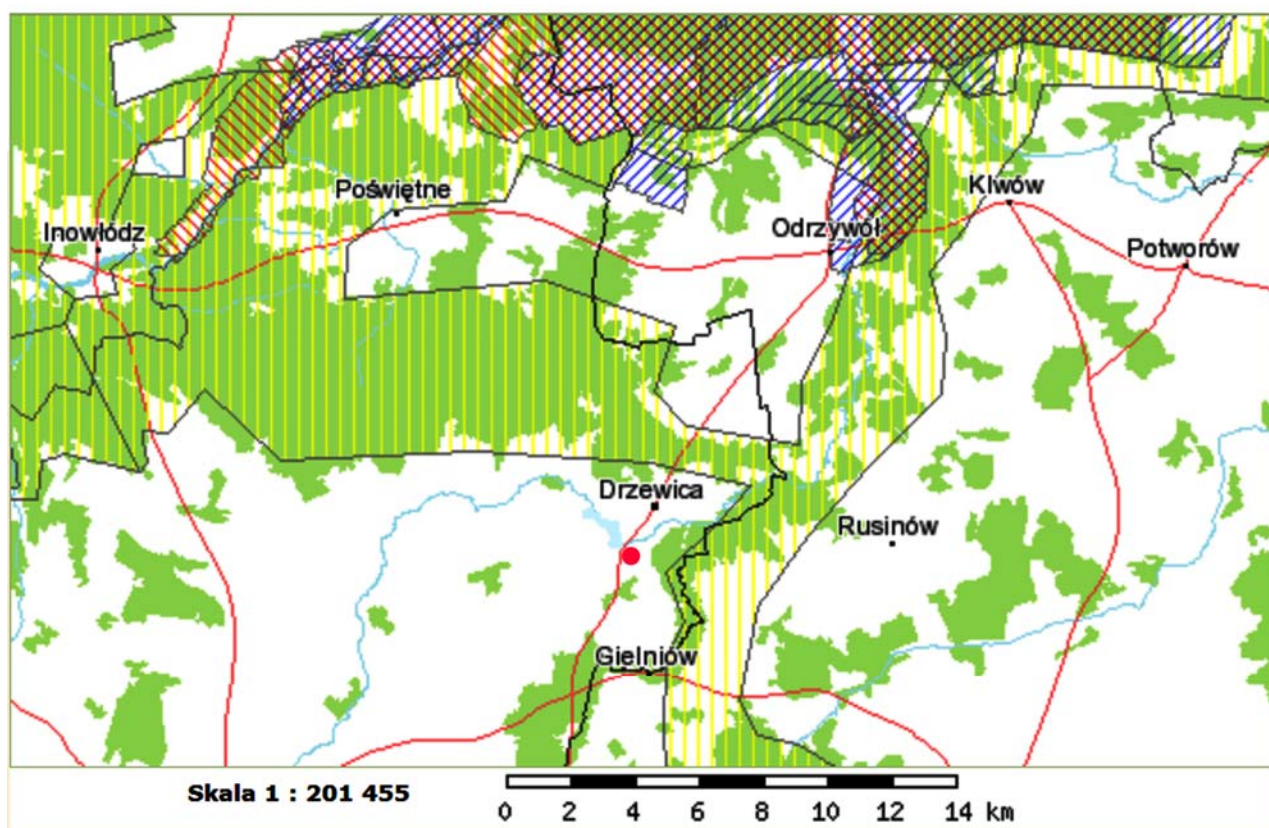 Klwów
Poświętne
Inowłódz
Odrzywół
Potworów
Drzewica
Rusinów
Gielniów
Skala 1 : 201 455
0 2 4 6 8 10 12 14 km